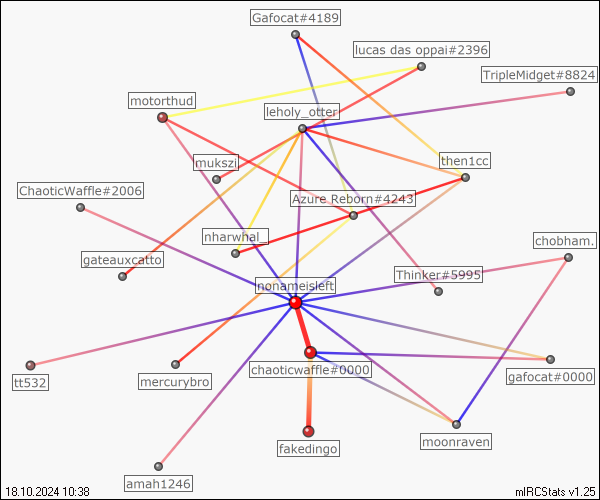 Gafocat#4189
lucas das oppai#2396
TripleMidget#8824
motorthud
leholy_otter
mukszi
then1cc
ChaoticWaffle#2006
Azure Reborn#4243
nharwhal_
chobham.
gateauxcatto
Thinker#5995
nonameisleft
tt532
mercurybro
chaoticwaffle#0000
gafocat#0000
fakedingo
moonraven
amah1246
18.10.2024 10:38
mIRCStats v1.25